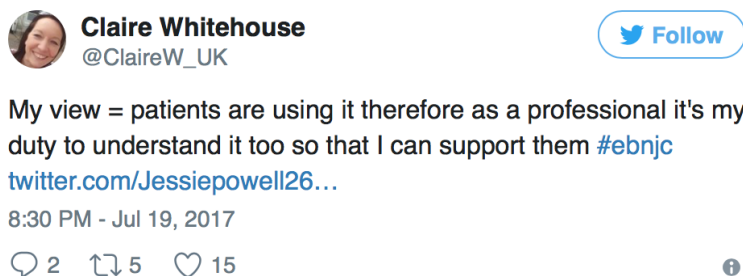 Claire Whitehouse
@ClaireW_UK
Follow
My view = patients are using it therefore as a professional it's my
duty to understand it too so that I can support them #ebnjc
twitter.com/Jessiepowell26…
8:30 PM - Jul 19, 2017
2 5 15